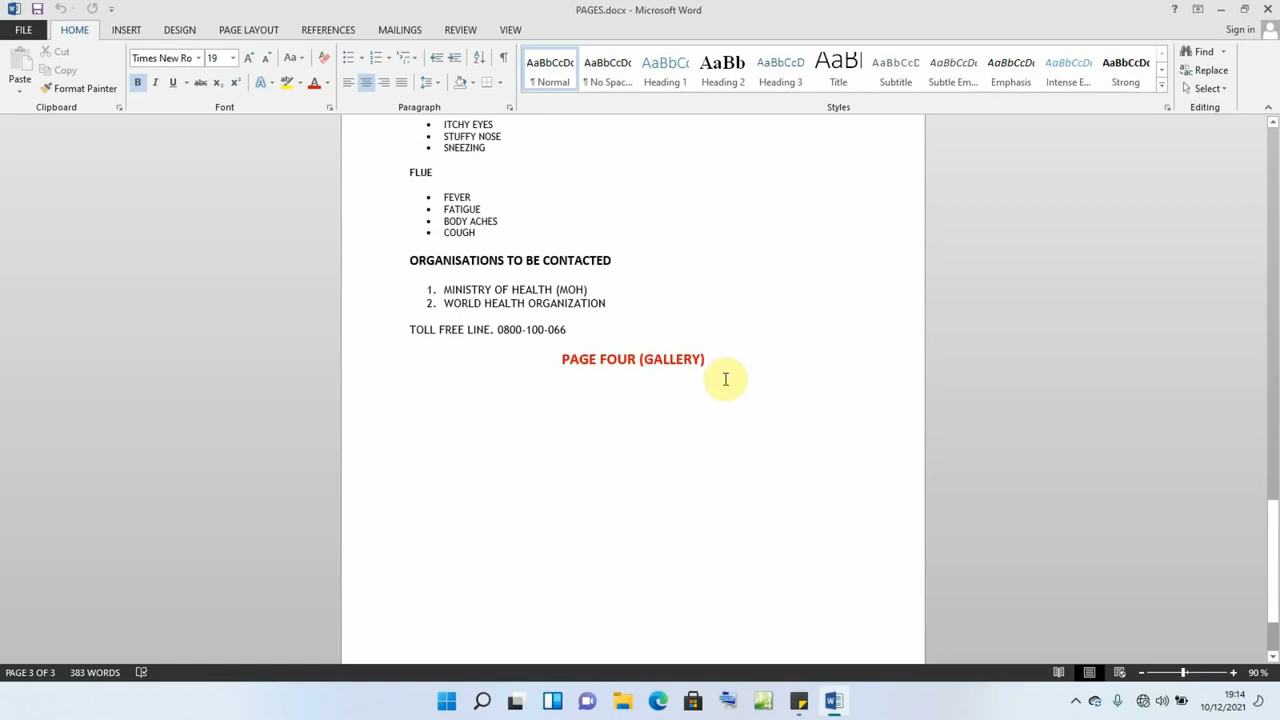 PAGES.docx - Microsoft Word
Sign in
FILE HOME INSERT DESIGN PAGE LAYOUT REFERENCES MAILINGS REVIEW VIEW
Paste
Cut
Copy
Format Painter
Clipboard
Times New Ro 19
B I U abc
Font
Paragraph
AaBbCcDc AaBbCcDc AaBbCc AaBb AaBbCcD AaBl AaBbCcD AaBbCcDc AaBbCcDc AaBbCcDc AaBbCcDc
¶ Normal ¶ No Spac... Heading 1 Heading 2 Heading 3 Title Subtitle Subtle Em... Emphasis Intense E... Strong
Styles
Find
Replace
Select
Editing
• ITCHY EYES
• STUFFY NOSE
• SNEEZING
FLUE
• FEVER
• FATIGUE
• BODY ACHES
• COUGH
ORGANISATIONS TO BE CONTACTED
1. MINISTRY OF HEALTH (MOH)
2. WORLD HEALTH ORGANIZATION
TOLL FREE LINE. 0800-100-066
PAGE FOUR (GALLERY)
PAGE 3 OF 3 383 WORDS
90 %
19:14
10/12/2021